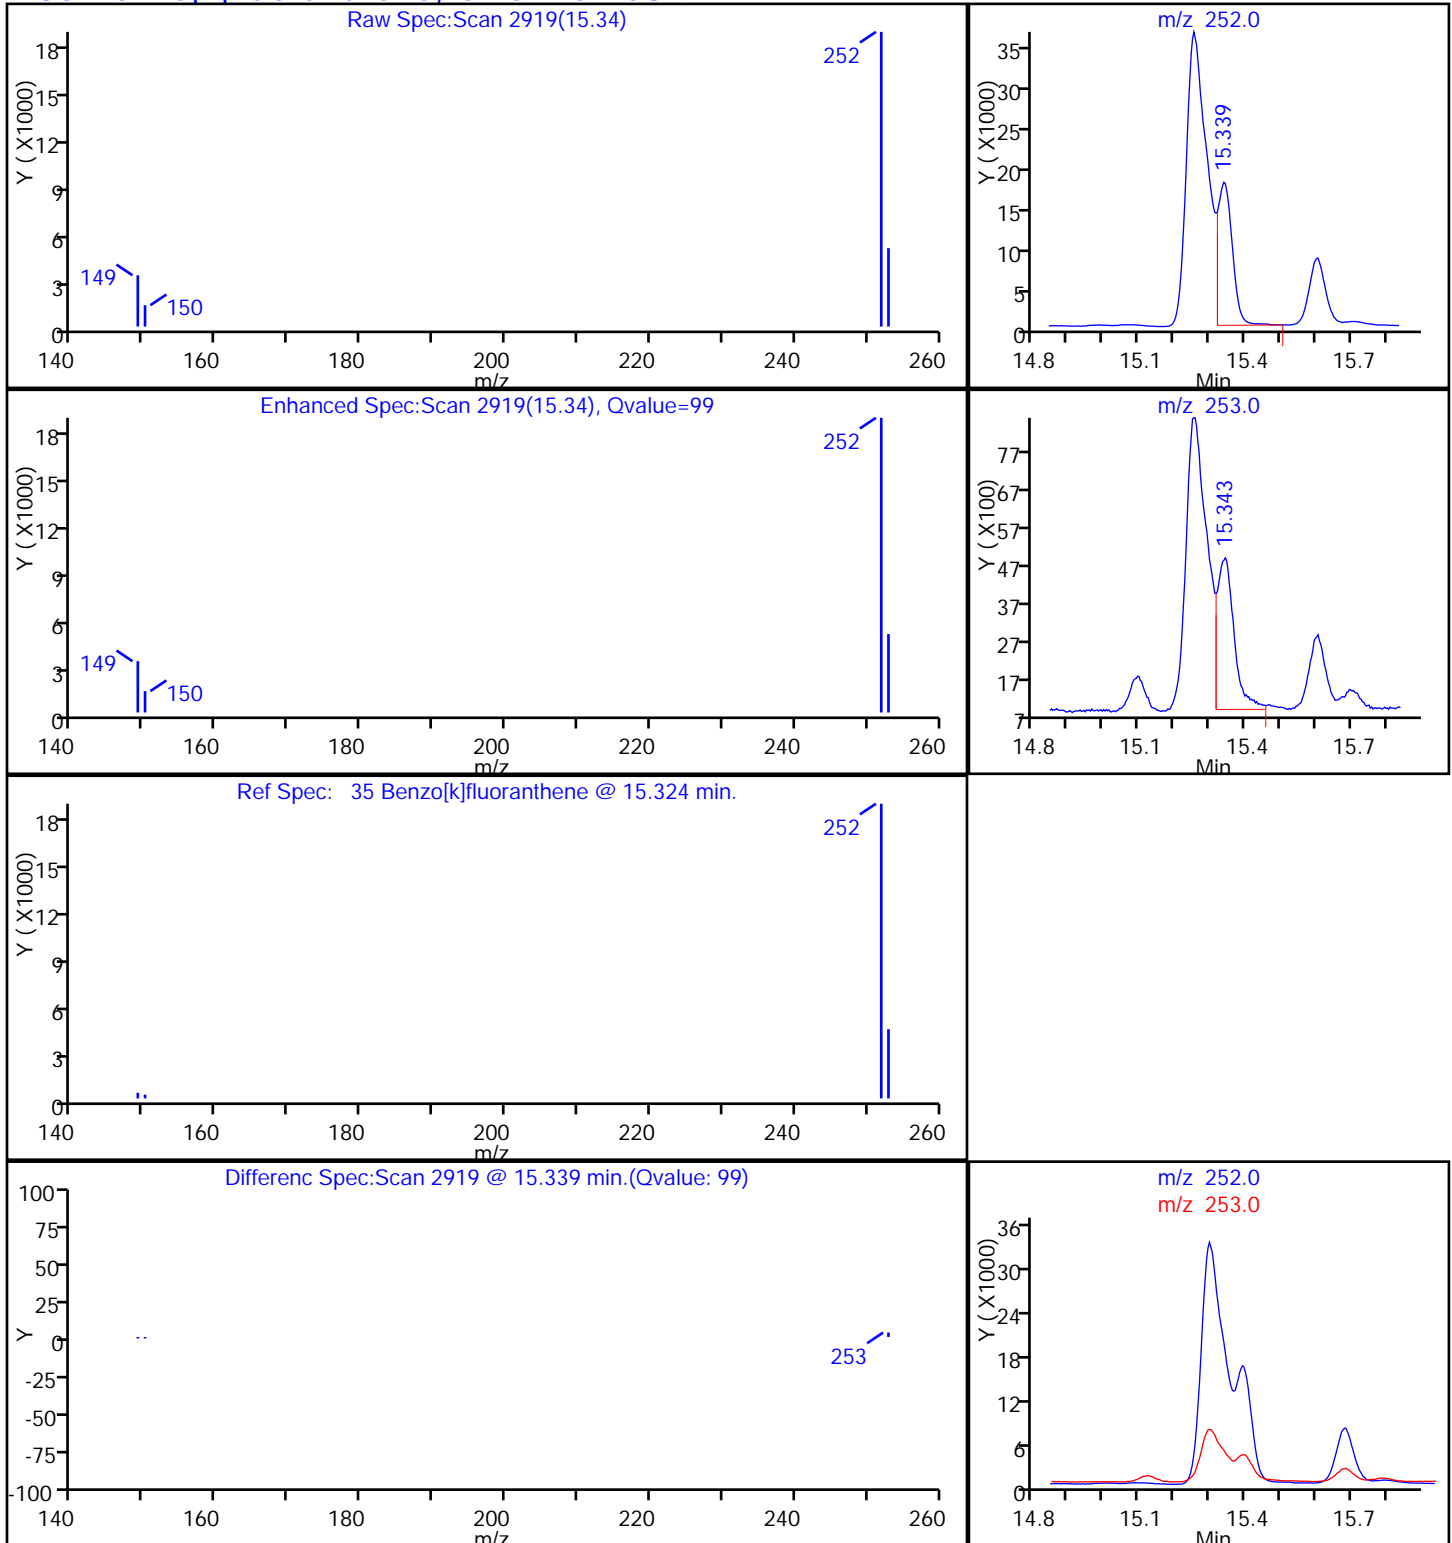 Raw Spec:Scan 2919(15.34)
Y ( X1000)
18
15
12
9
6
3
0
252
149
150
140 160 180 200 220 240 260
m/z
m/z 252.0
Y ( X1000)
35
30
25
20
15
10
5
0
15.339
14.8 15.1 15.4 15.7
Min
Enhanced Spec:Scan 2919(15.34), Qvalue=99
Y ( X1000)
18
15
12
9
6
3
0
252
149
150
140 160 180 200 220 240 260
m/z
m/z 253.0
Y ( X100)
77
67
57
47
37
27
17
7
15.343
14.8 15.1 15.4 15.7
Min
Ref Spec: 35 Benzo[k]fluoranthene @ 15.324 min.
Y ( X1000)
18
15
12
9
6
3
0
252
140 160 180 200 220 240 260
m/z
Differenc Spec:Scan 2919 @ 15.339 min.(Qvalue: 99)
Y
100
75
50
25
0
-25
-50
-75
-100
253
140 160 180 200 220 240 260
m/z
m/z 252.0
m/z 253.0
Y ( X1000)
36
30
24
18
12
6
0
14.8 15.1 15.4 15.7
Min